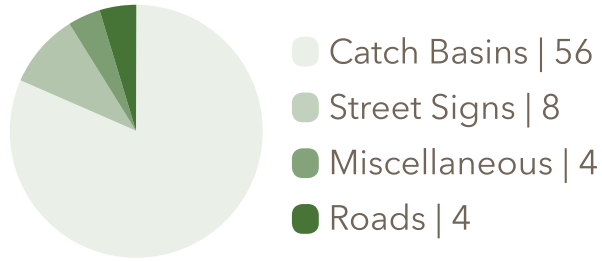 Catch Basins | 56
Street Signs | 8
Miscellaneous | 4
Roads | 4